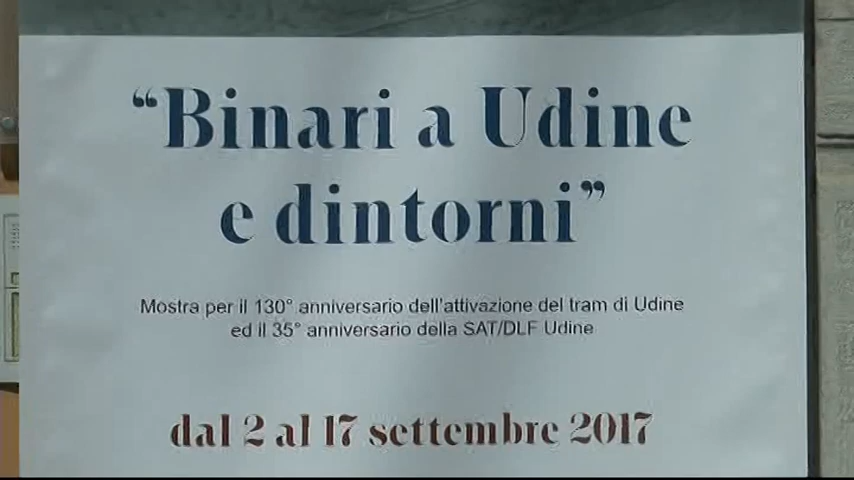 “Binari a Udine
e dintorni”
Mostra per il 130° anniversario dell'attivazione del tram di Udine
ed il 35° anniversario della SAT/DLF Udine
dal 2 al 17 settembre 2017